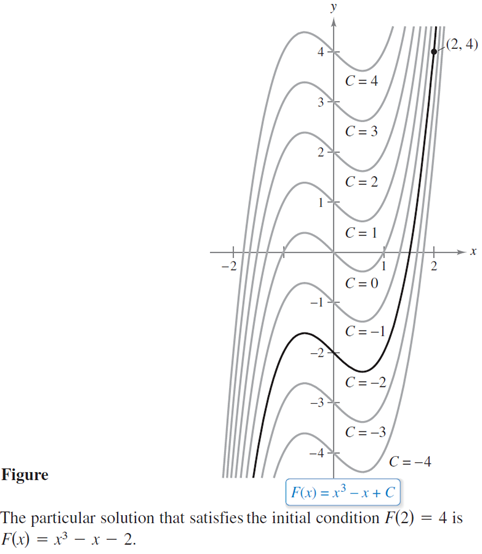 y
(2, 4)
4
C = 4
3
C = 3
2
C = 2
1
C = 1
x
−2
1
2
C = 0
−1
C = −1
−2
C = −2
−3
C = −3
−4
C = −4
Figure
F(x) = x³ − x + C
The particular solution that satisfies the initial condition F(2) = 4 is
F(x) = x³ − x − 2.